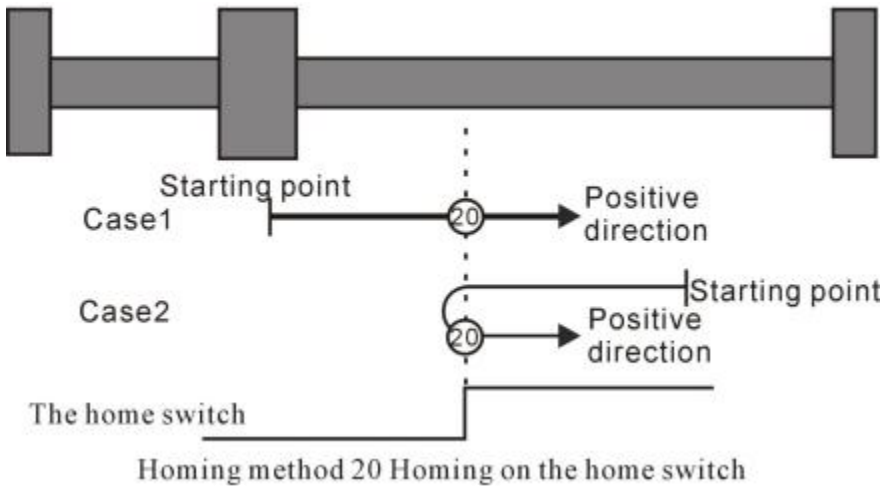 Starting point
Case1
20
Positive
direction
Starting point
Case2
20
Positive
direction
The home switch
Homing method 20 Homing on the home switch